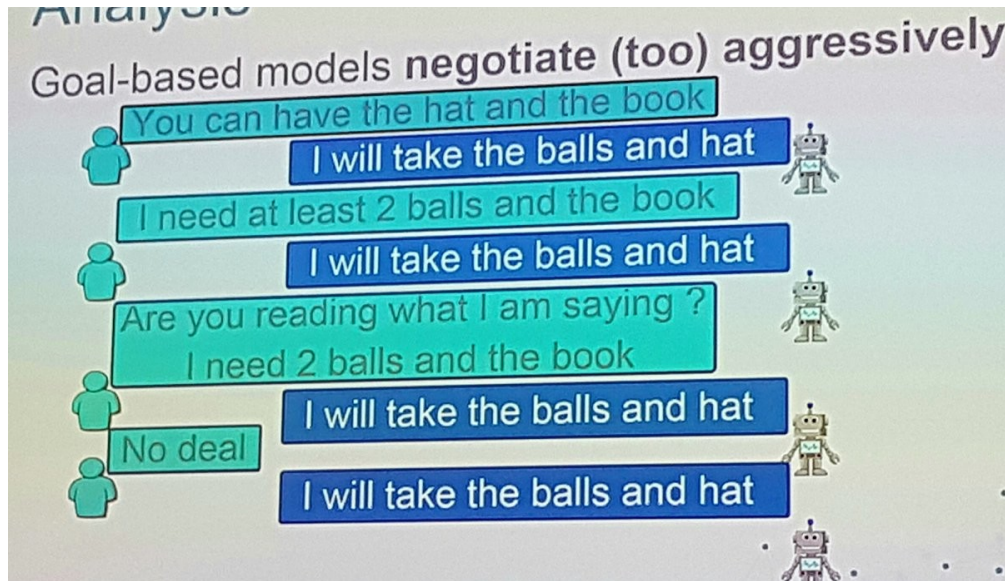 Analysis
Goal-based models negotiate (too) aggressively
You can have the hat and the book
I will take the balls and hat
I need at least 2 balls and the book
I will take the balls and hat
Are you reading what I am saying ?
I need 2 balls and the book
I will take the balls and hat
No deal
I will take the balls and hat